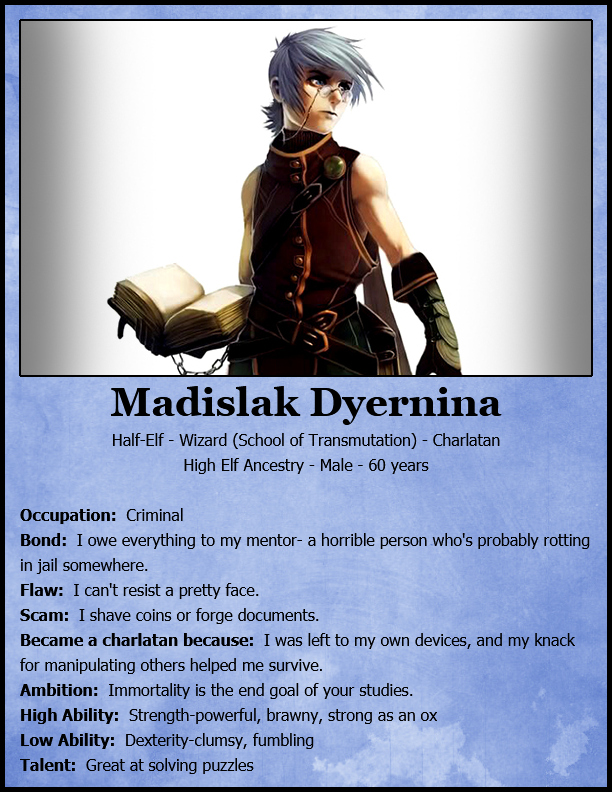 Madislak Dyernina
Half-Elf - Wizard (School of Transmutation) - Charlatan
High Elf Ancestry - Male - 60 years
Occupation: Criminal
Bond: I owe everything to my mentor- a horrible person who's probably rotting
in jail somewhere.
Flaw: I can't resist a pretty face.
Scam: I shave coins or forge documents.
Became a charlatan because: I was left to my own devices, and my knack
for manipulating others helped me survive.
Ambition: Immortality is the end goal of your studies.
High Ability: Strength-powerful, brawny, strong as an ox
Low Ability: Dexterity-clumsy, fumbling
Talent: Great at solving puzzles